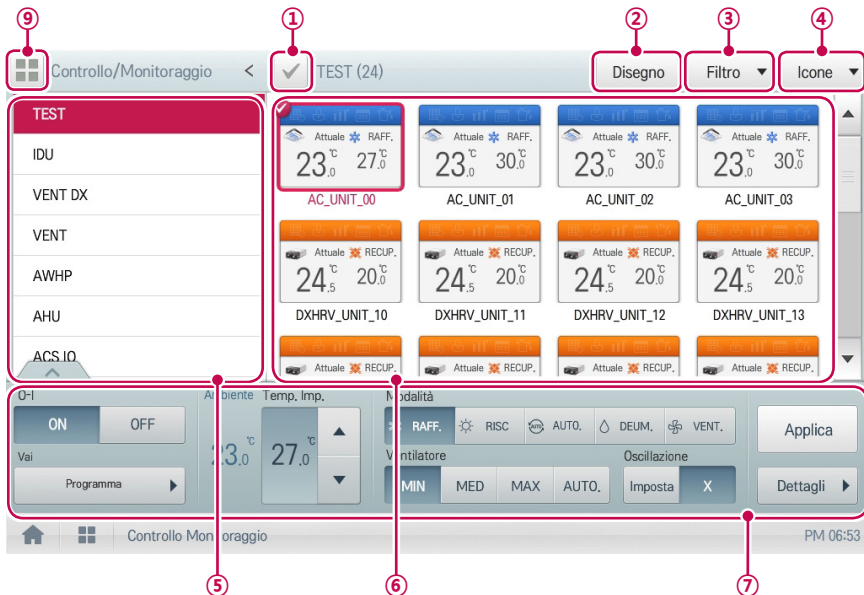 ⑨ ① ② ③ ④
Controllo/Monitoraggio <
TEST (24)
Disegno Filtro ▼ Icone ▼
TEST
IDU
VENT DX
VENT
AWHP
AHU
ACS IO
Attuale RAFF. Attuale RAFF. Attuale RAFF. Attuale RAFF.
23.0 °C 27.0 °C 23.0 °C 30.0 °C 23.0 °C 30.0 °C 23.0 °C 30.0 °C
AC_UNIT_00 AC_UNIT_01 AC_UNIT_02 AC_UNIT_03
Attuale RECUP. Attuale RECUP. Attuale RECUP. Attuale RECUP.
24.5 °C 20.0 °C 24.5 °C 20.0 °C 24.5 °C 20.0 °C 24.5 °C 20.0 °C
DXHRV_UNIT_10 DXHRV_UNIT_11 DXHRV_UNIT_12 DXHRV_UNIT_13
Attuale RECUP. Attuale RECUP. Attuale RECUP. Attuale RECUP.
O-I
ON OFF
Vai
Programma
Ambiente Temp. Imp.
23.0 °C 27.0 °C
Modalità
RAFF. RISC AUTO. DEUM. VENT.
Ventilatore
MIN MED MAX AUTO.
Oscillazione
Imposta X
Applica
Dettagli
Controllo Monitoraggio
PM 06:53
⑤ ⑥ ⑦